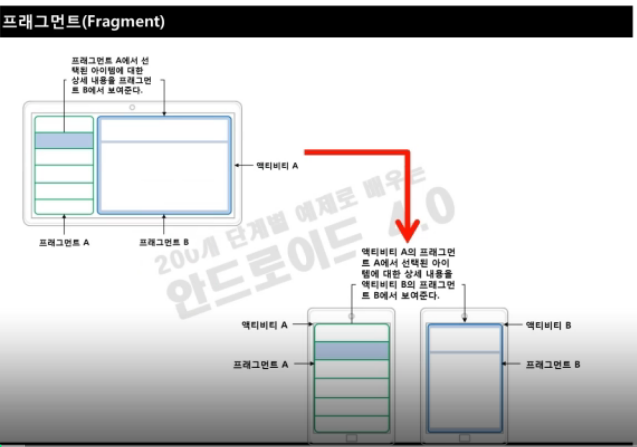 프래그먼트(Fragment)
프래그먼트 A에서 선
택된 아이템에 대한
상세 내용을 프래그먼
트 B에서 보여준다.
액티비티 A
프래그먼트 A
프래그먼트 B
200개 단계별 예제로 배우는
안드로이드 4.0
액티비티 A의 프래그먼
트 A에서 선택된 아이
템에 대한 상세 내용을
액티비티 B의 프래그먼
트 B에서 보여준다.
액티비티 A
액티비티 B
프래그먼트 A
프래그먼트 B